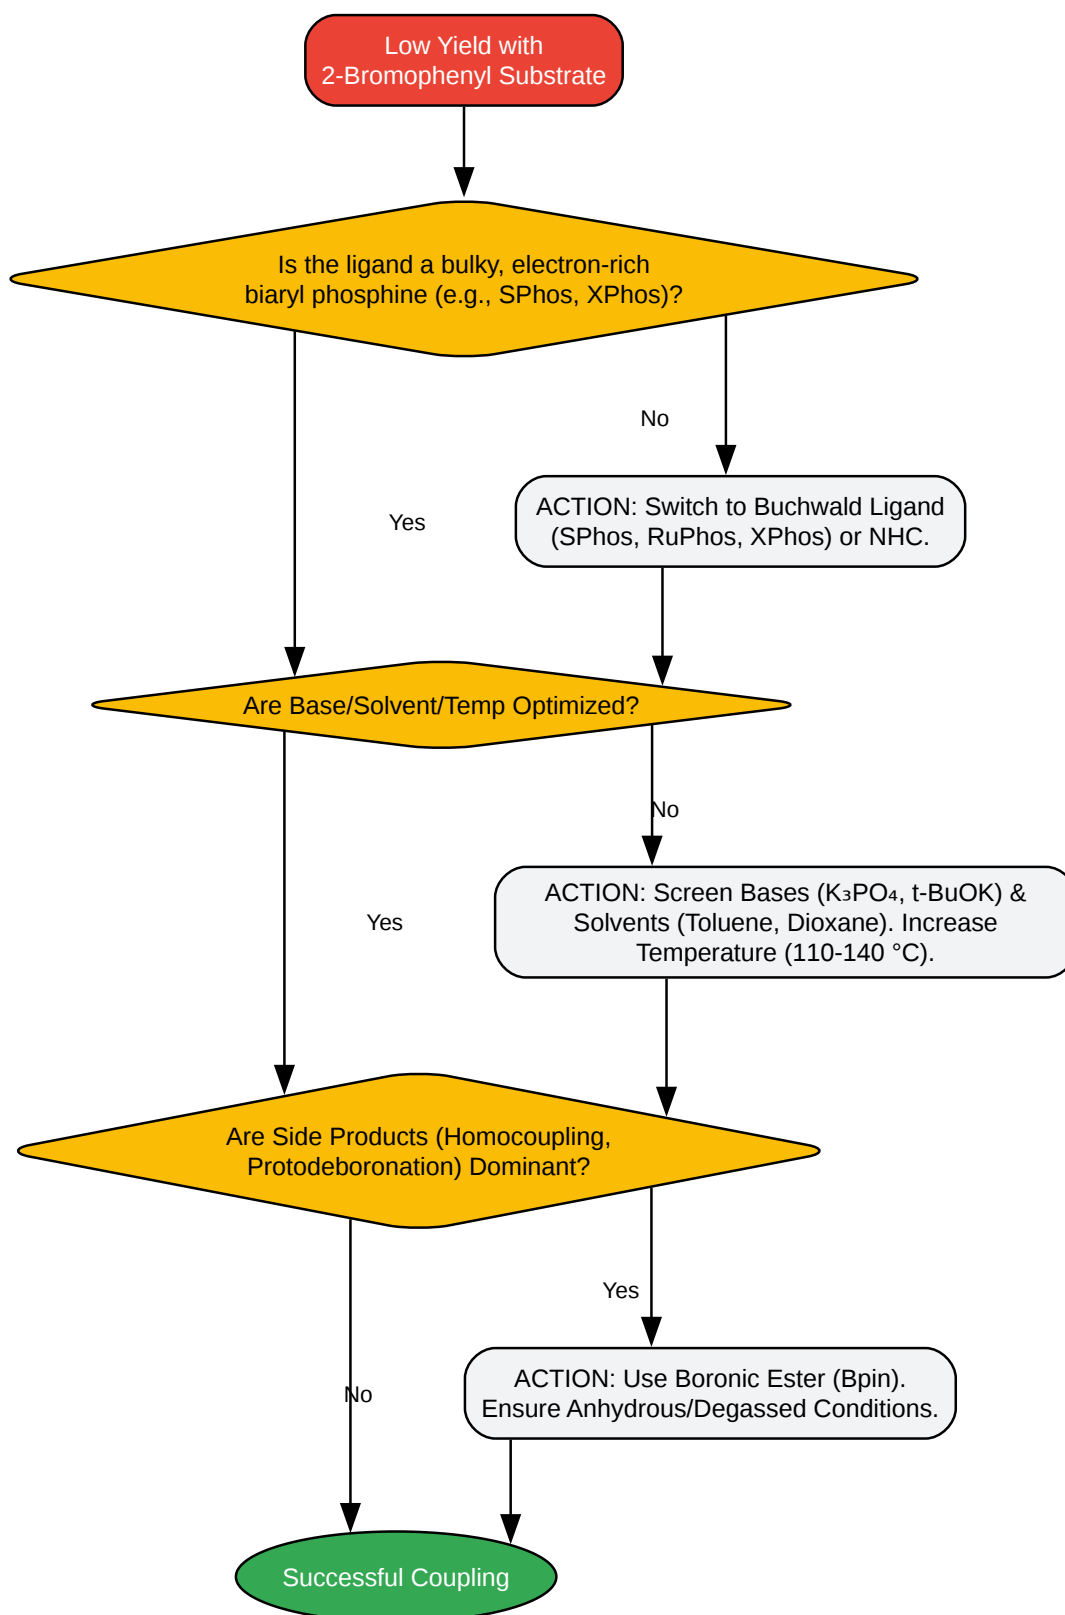 Low Yield with
2-Bromophenyl Substrate
Is the ligand a bulky, electron-rich
biaryl phosphine (e.g., SPhos, XPhos)?
No
ACTION: Switch to Buchwald Ligand
(SPhos, RuPhos, XPhos) or NHC.
Yes
Are Base/Solvent/Temp Optimized?
No
ACTION: Screen Bases (K₃PO₄, t-BuOK) &
Solvents (Toluene, Dioxane). Increase
Temperature (110-140 °C).
Yes
Are Side Products (Homocoupling,
Protodeboronation) Dominant?
Yes
ACTION: Use Boronic Ester (Bpin).
Ensure Anhydrous/Degassed Conditions.
No
Successful Coupling